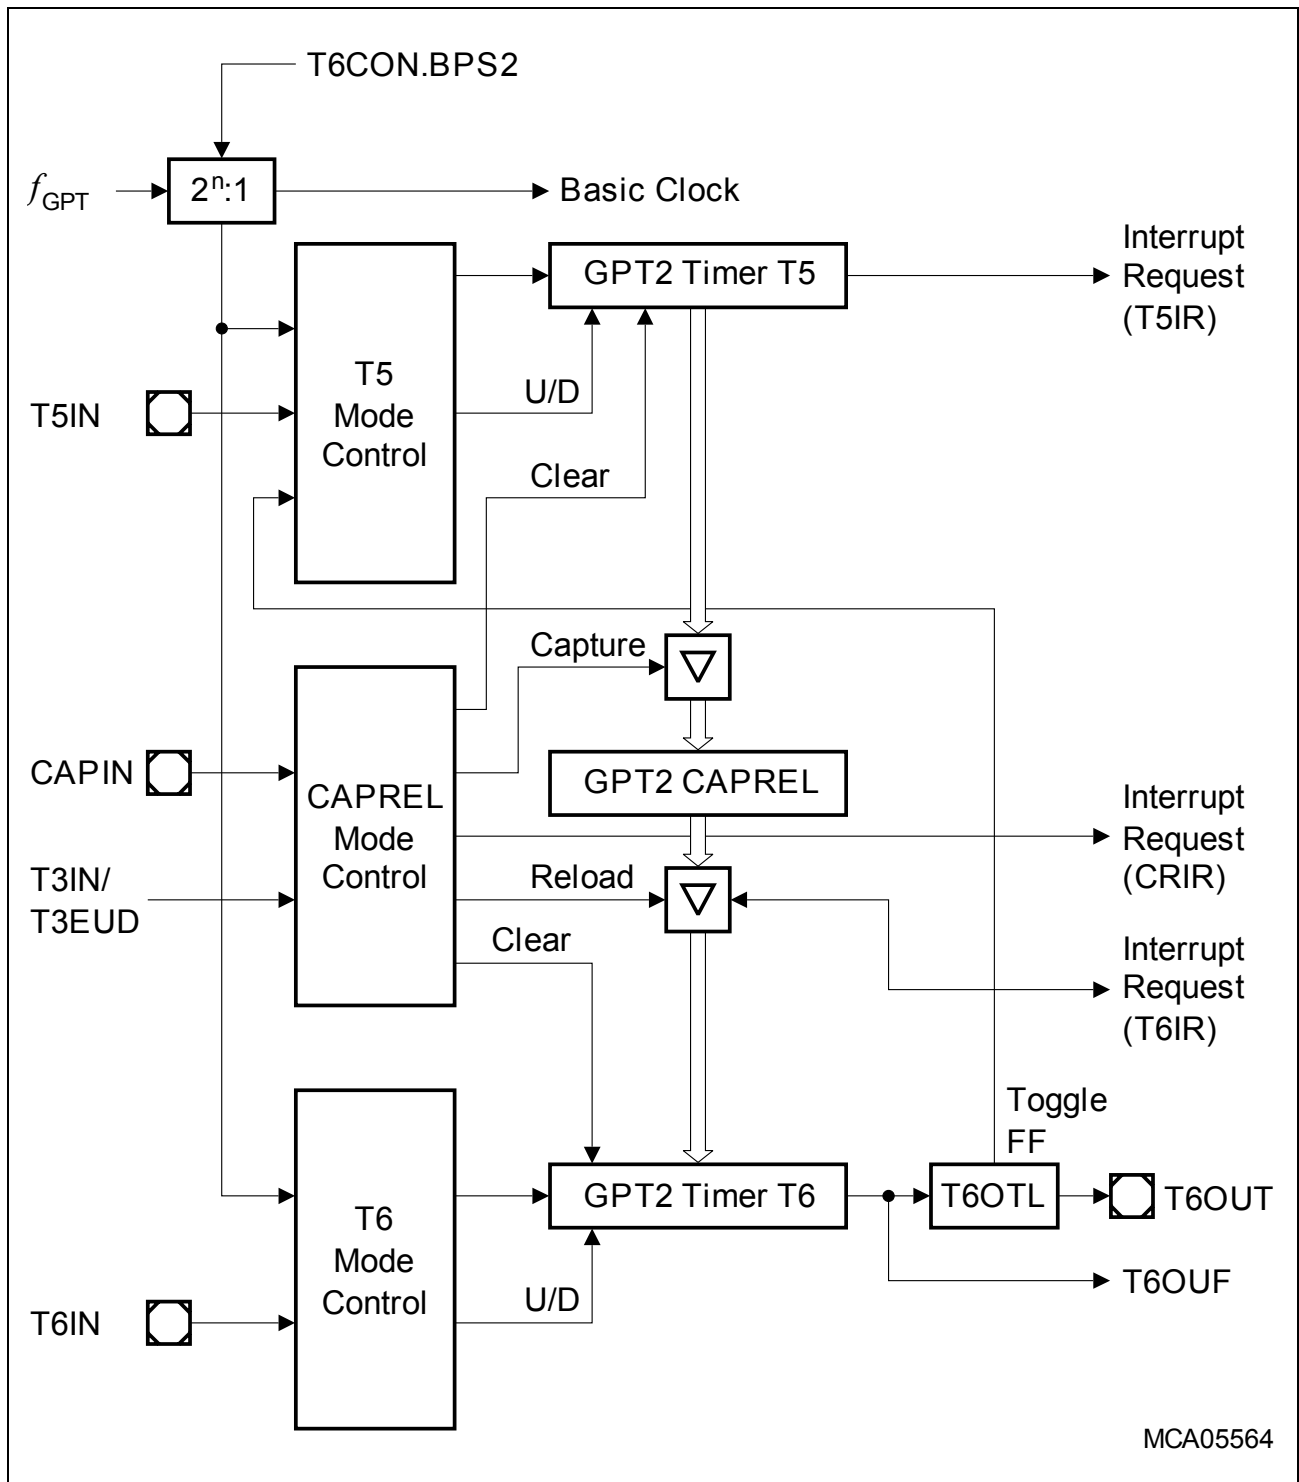 T6CON.BPS2
fGPT
2n:1
Basic Clock
Interrupt
Request
(T5IR)
GPT2 Timer T5
T5
Mode
Control
U/D
T5IN
Clear
Capture
CAPIN
GPT2 CAPREL
CAPREL
Mode
Control
Interrupt
Request
(CRIR)
T3IN/
T3EUD
Reload
Clear
Interrupt
Request
(T6IR)
Toggle
FF
GPT2 Timer T6
T6OTL
T6OUT
T6
Mode
Control
T6OUF
U/D
T6IN
MCA05564